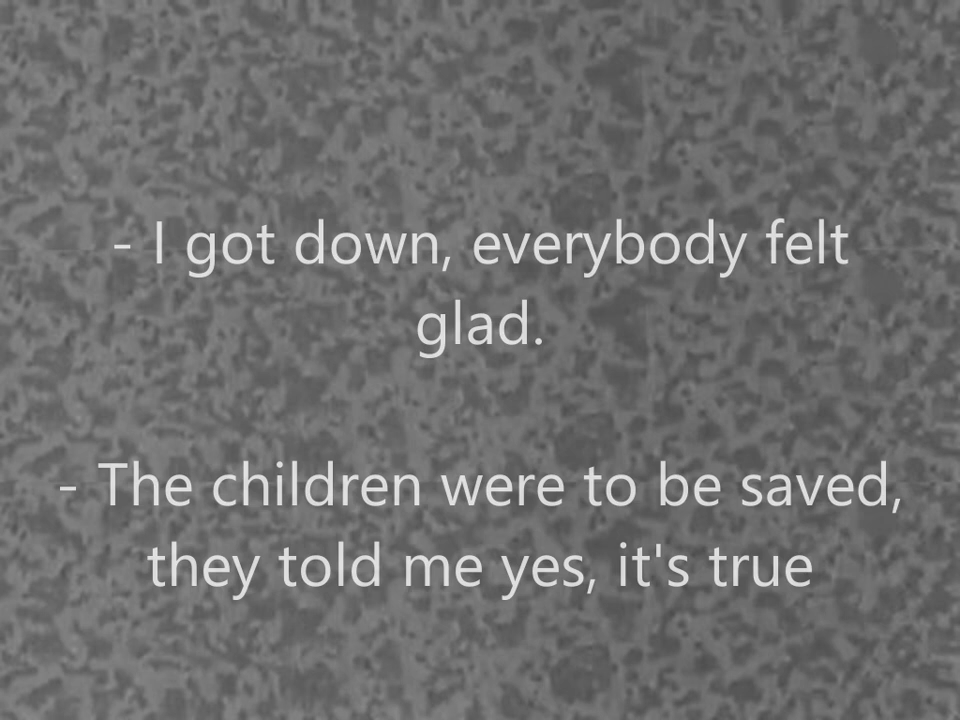 - I got down, everybody felt
glad.
- The children were to be saved,
they told me yes, it's true